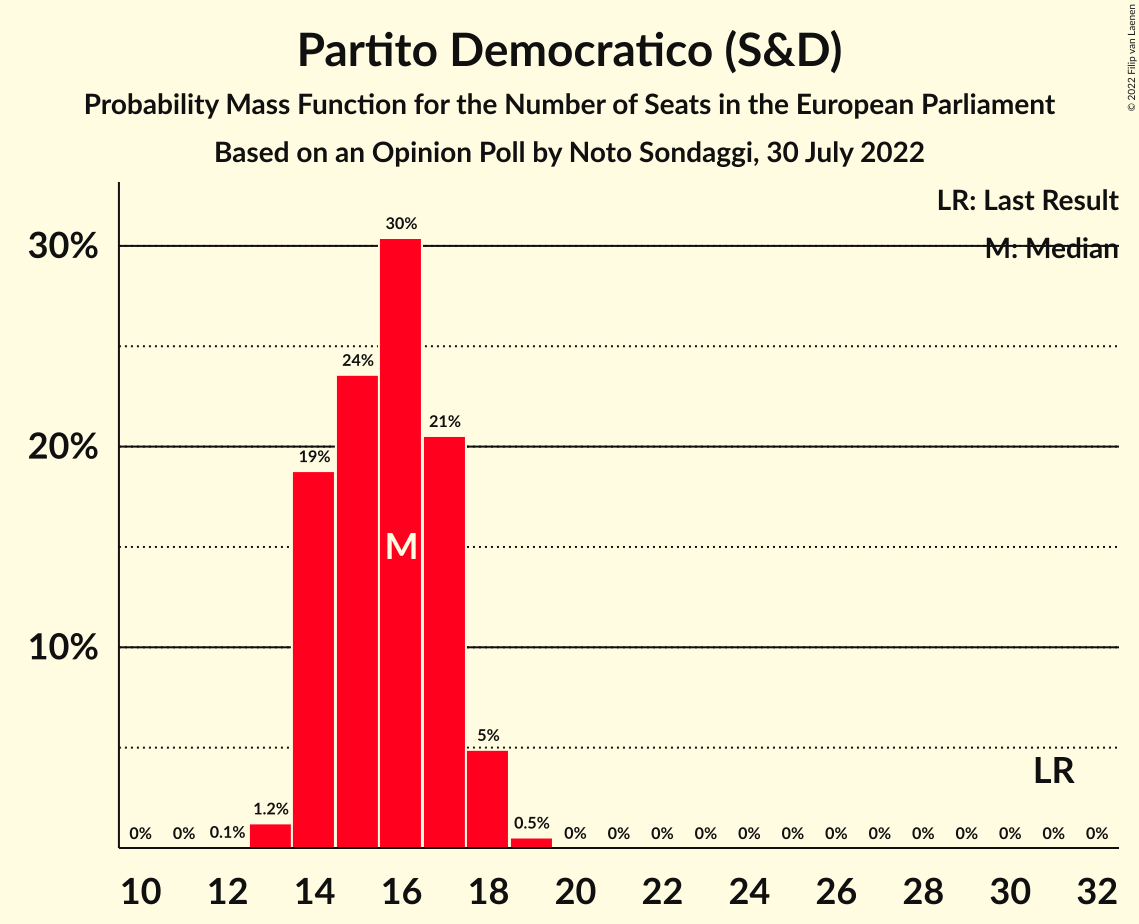 Partito Democratico (S&D)
Probability Mass Function for the Number of Seats in the European Parliament
Based on an Opinion Poll by Noto Sondaggi, 30 July 2022
© 2022 Filip van Laenen
LR: Last Result
M: Median
30%
20%
10%
0% 0% 0.1% 1.2% 19% 24% 30% 21% 5% 0.5% 0% 0% 0% 0% 0% 0% 0% 0% 0% 0% 0% 0% 0%
M
LR
10 12 14 16 18 20 22 24 26 28 30 32